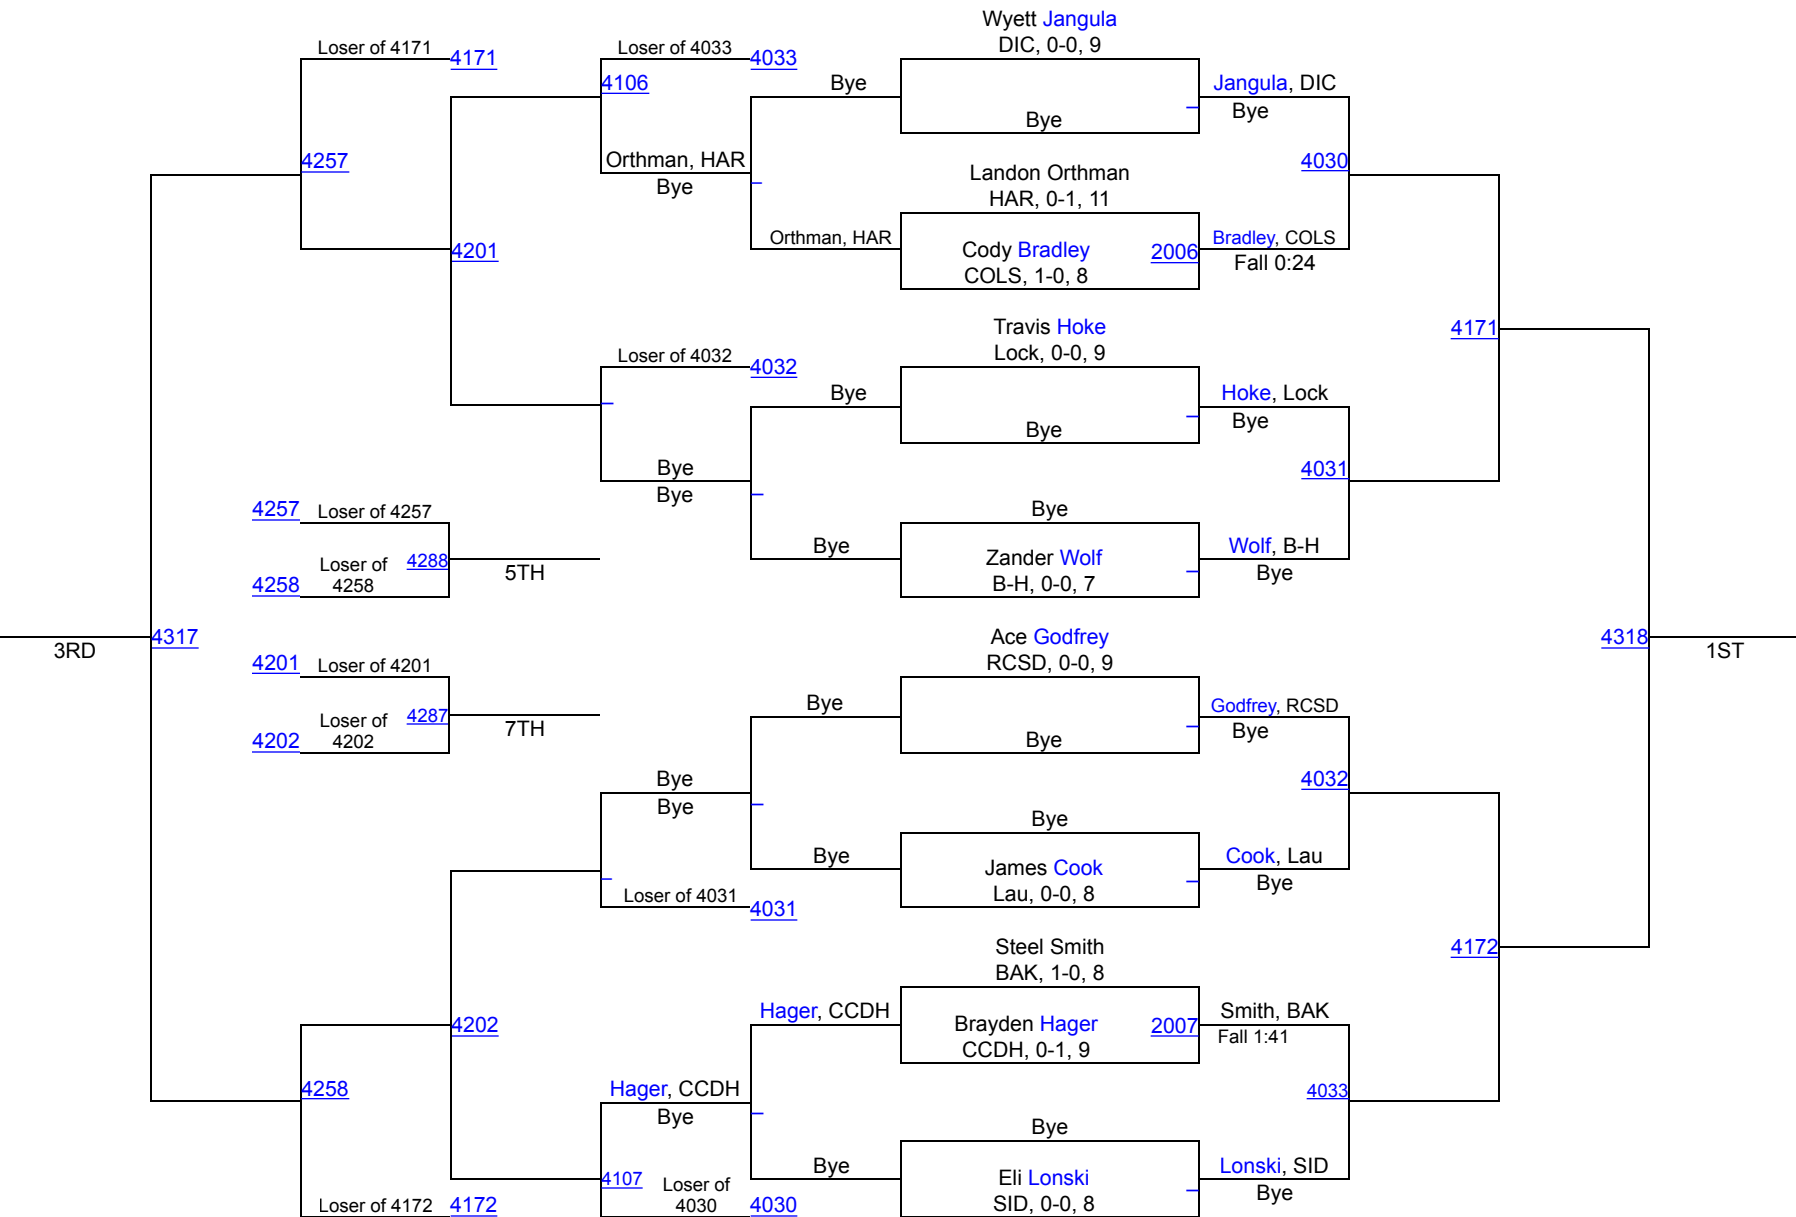 Wyett Jangula
DIC, 0-0, 9
Loser of 4171
4171
Loser of 4033
4033
4106
Bye
Bye
Jangula, DIC
Bye
4257
Orthman, HAR
Bye
Landon Orthman
HAR, 0-1, 11
4030
4201
Orthman, HAR
Cody Bradley
COLS, 1-0, 8
2006
Bradley, COLS
Fall 0:24
Travis Hoke
Lock, 0-0, 9
4171
Loser of 4032
4032
Bye
Bye
Hoke, Lock
Bye
Bye
Bye
4031
4257
Loser of 4257
Bye
Bye
Zander Wolf
B-H, 0-0, 7
Wolf, B-H
Bye
Loser of
4258
4258
4288
5TH
Ace Godfrey
RCSD, 0-0, 9
3RD
4317
4318
1ST
4201
Loser of 4201
Loser of
4202
4202
4287
7TH
Bye
Bye
Godfrey, RCSD
Bye
Bye
Bye
4032
Bye
Bye
James Cook
Lau, 0-0, 8
Cook, Lau
Bye
Loser of 4031
4031
Steel Smith
BAK, 1-0, 8
4172
4202
Hager, CCDH
Brayden Hager
CCDH, 0-1, 9
2007
Smith, BAK
Fall 1:41
4258
Hager, CCDH
Bye
4033
Bye
Bye
Eli Lonski
SID, 0-0, 8
Lonski, SID
Bye
4107
Loser of
4030
4030
Loser of 4172
4172